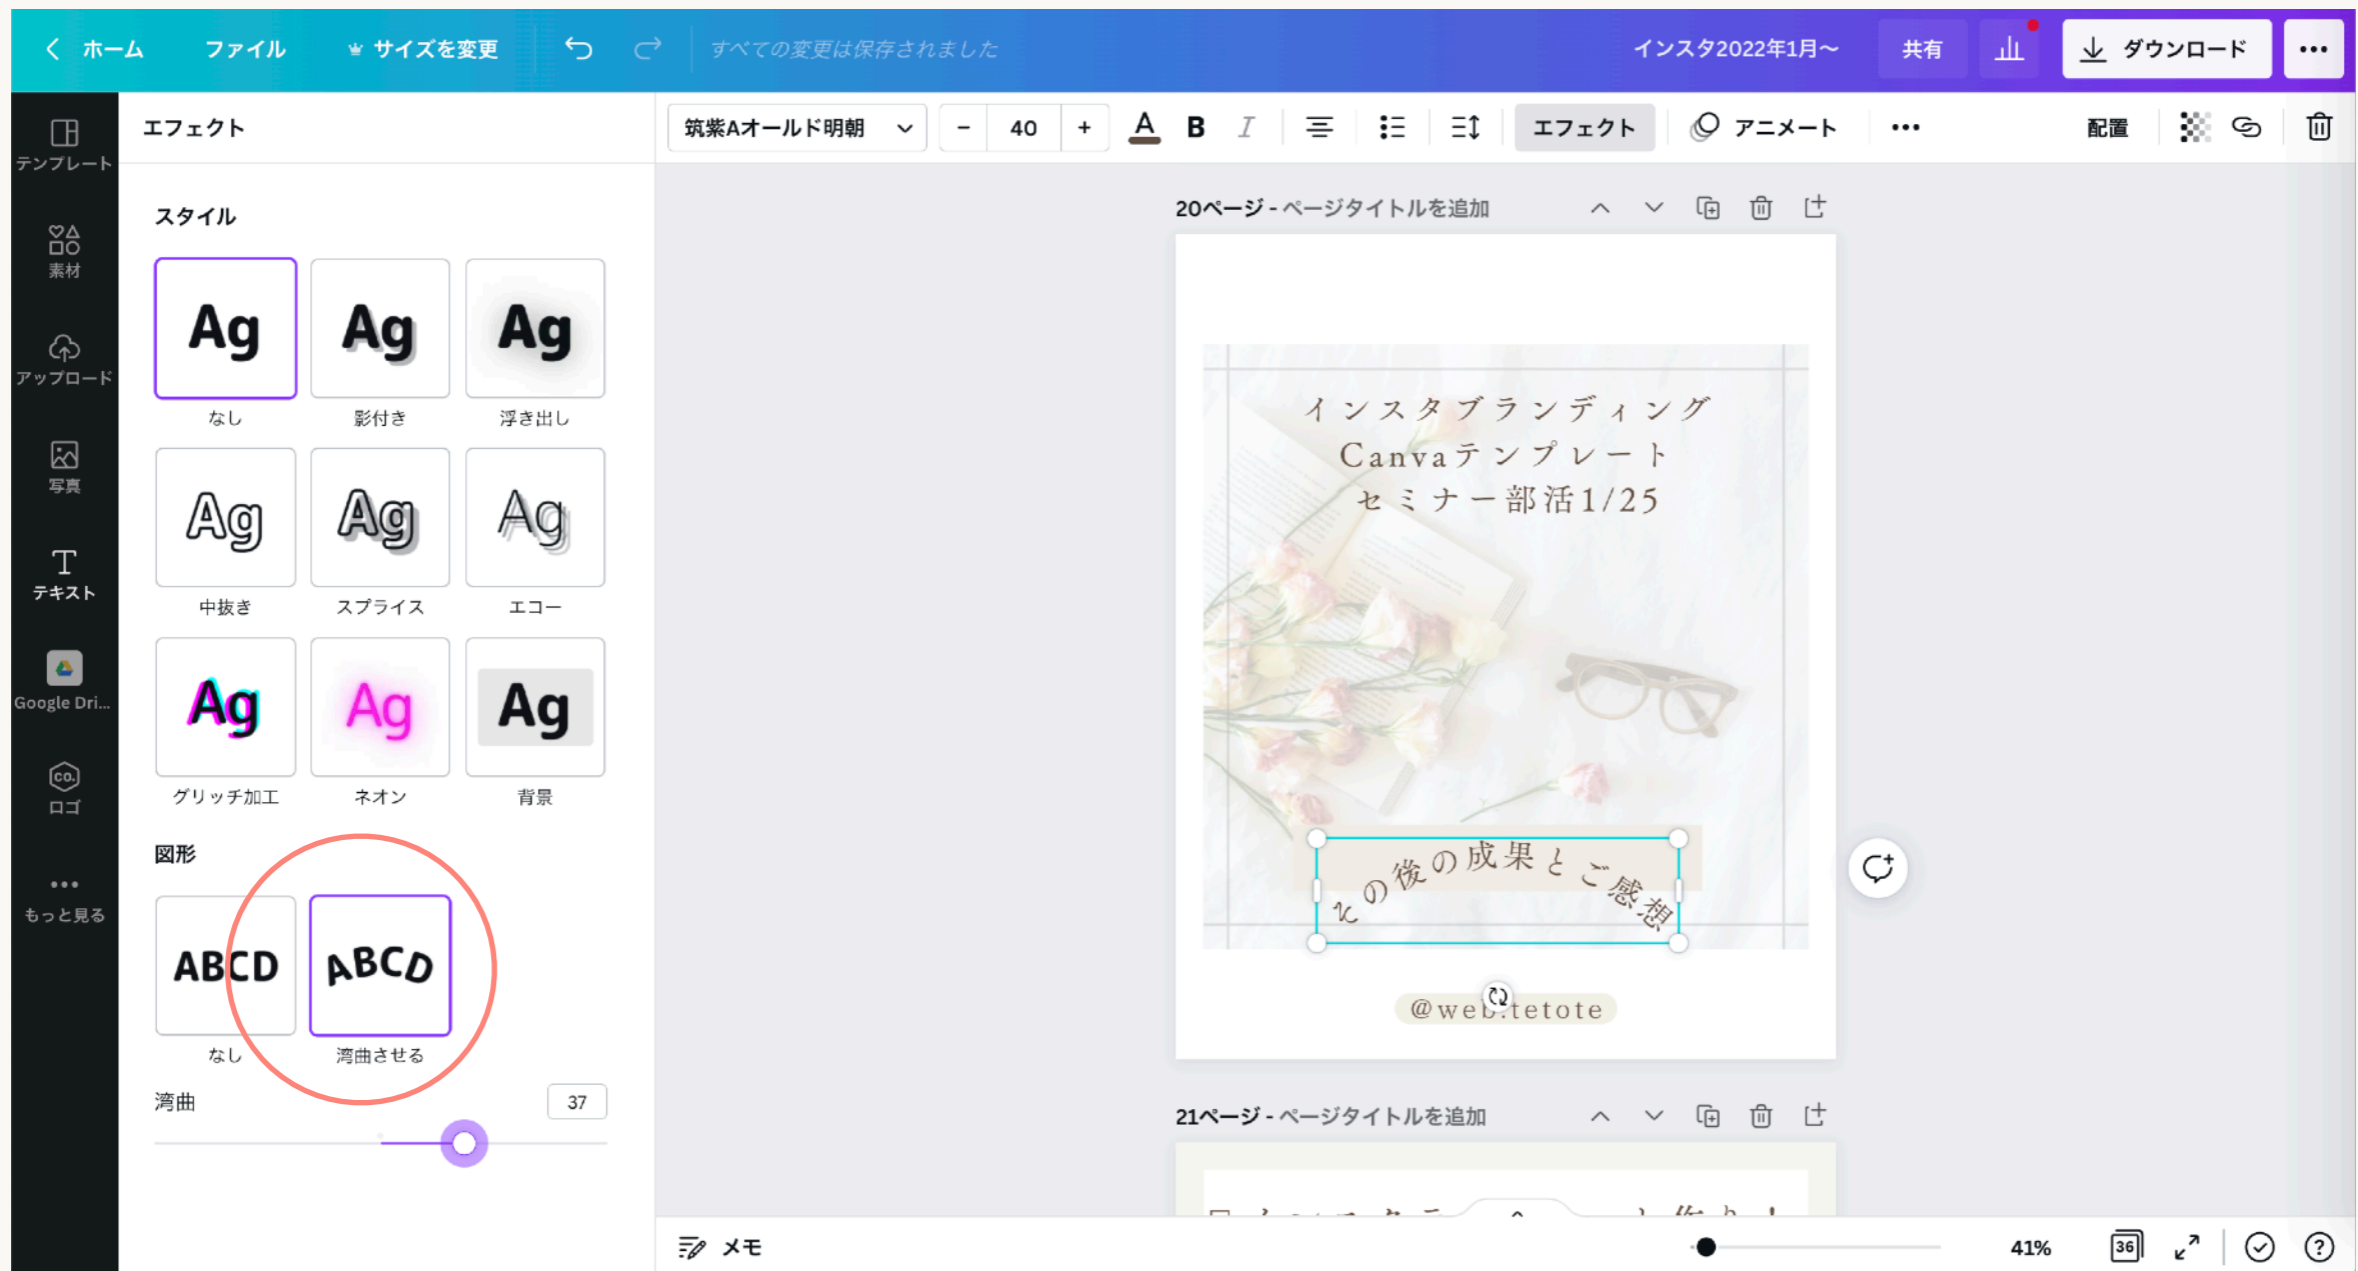 ホーム ファイル サイズを変更 すべての変更は保存されました インスタ2022年1月〜 共有 ダウンロード
テンプレート
素材
アップロード
写真
テキスト
Google Dri...
CO.
ロゴ
もっと見る
エフェクト
スタイル
Ag Ag Ag
なし 影付き 浮き出し
Ag Ag Ag
中抜き スプライス エコー
Ag Ag Ag
グリッチ加工 ネオン 背景
図形
ABCD ABCD
なし 湾曲させる
湾曲 37
筑紫Aオールド明朝 − 40 + A B I エフェクト アニメート 配置
20ページ - ページタイトルを追加
インスタブランディング
Canvaテンプレート
セミナー部活1/25
その後の成果とご感想
@web.tetote
21ページ - ページタイトルを追加
メモ 41% 36 ?